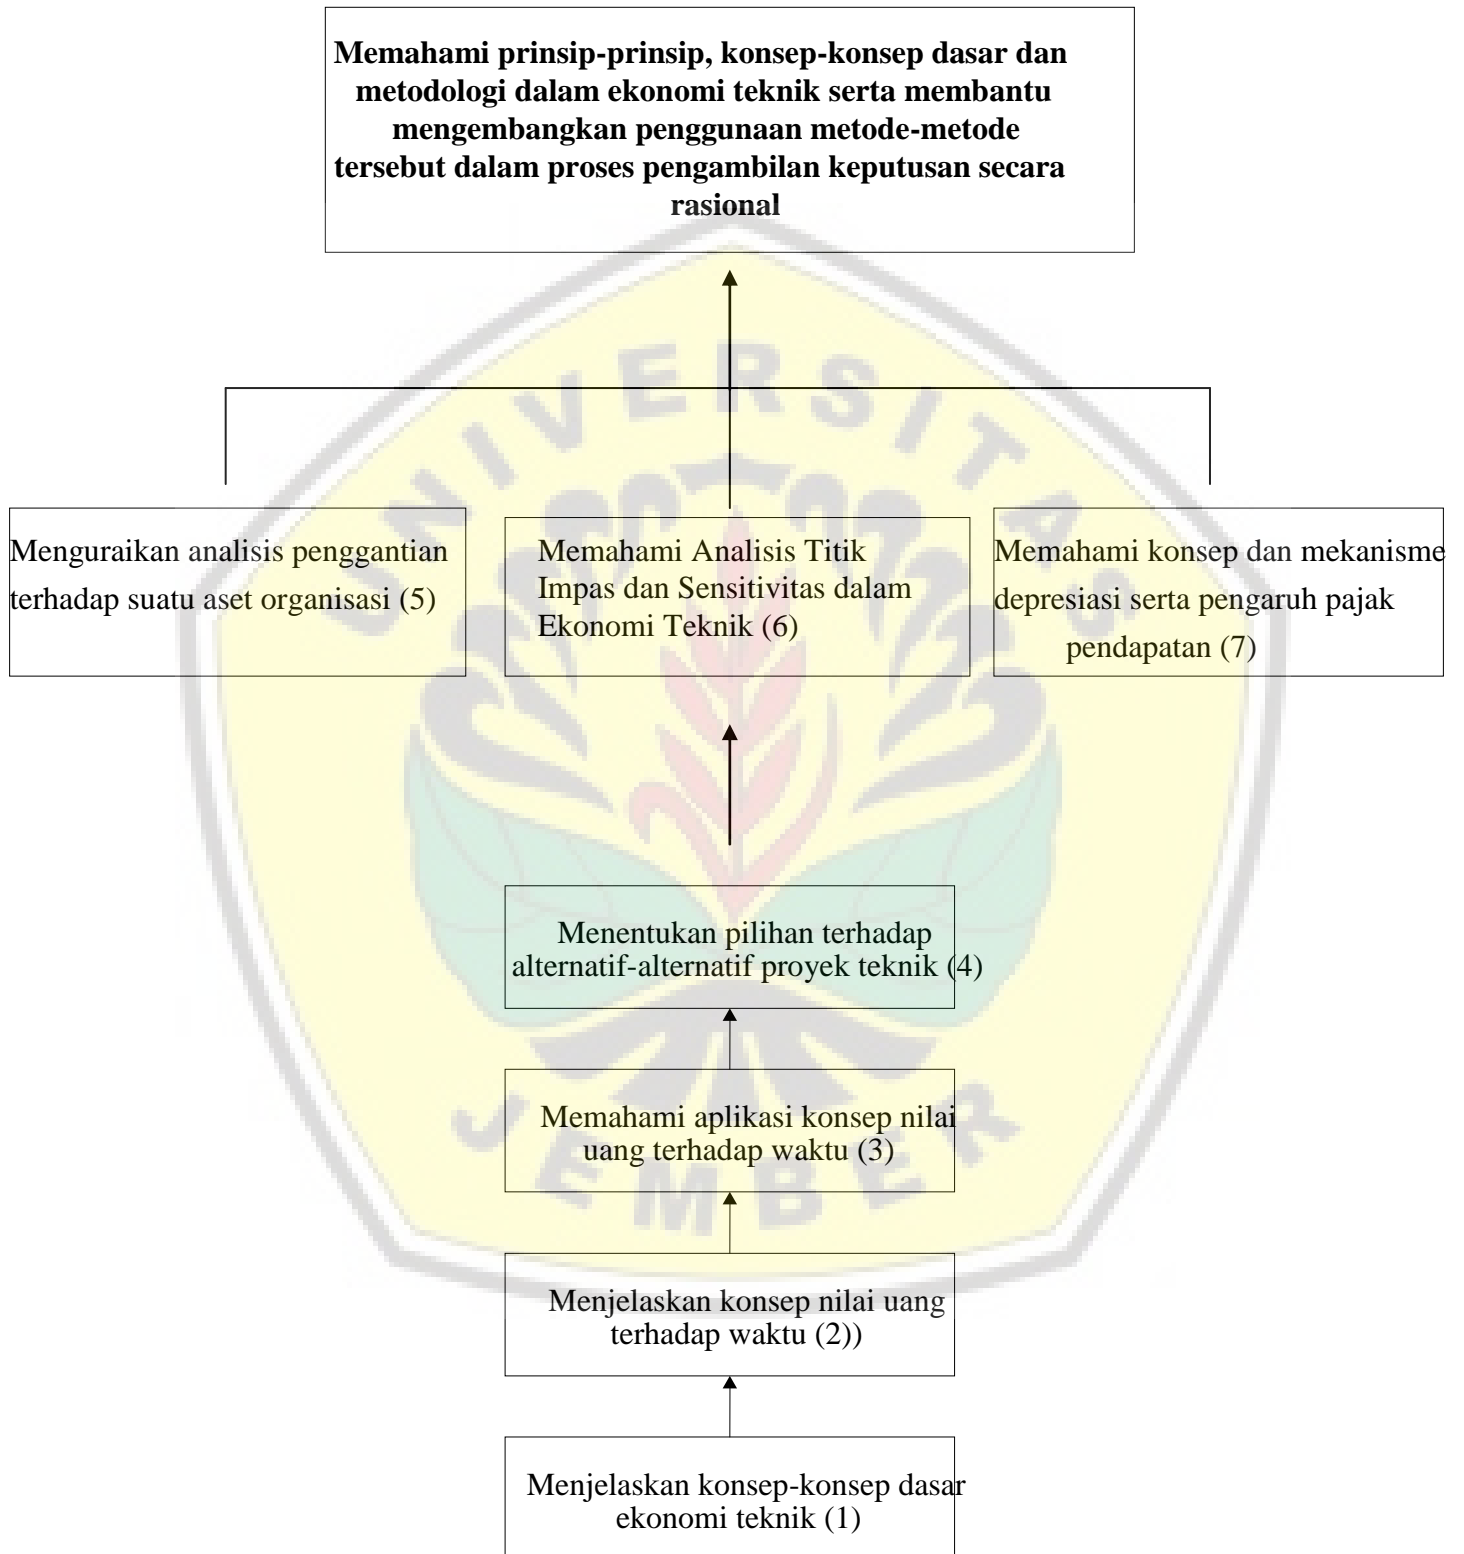 Memahami prinsip-prinsip, konsep-konsep dasar dan
metodologi dalam ekonomi teknik serta membantu
mengembangkan penggunaan metode-metode
tersebut dalam proses pengambilan keputusan secara
rasional
UNIVERSITAS
Menguraikan analisis penggantian
terhadap suatu aset organisasi (5)
Memahami Analisis Titik
Impas dan Sensitivitas dalam
Ekonomi Teknik (6)
Memahami konsep dan mekanisme
depresiasi serta pengaruh pajak
pendapatan (7)
Menentukan pilihan terhadap
alternatif-alternatif proyek teknik (4)
Memahami aplikasi konsep nilai
uang terhadap waktu (3)
JEMBER
Menjelaskan konsep nilai uang
terhadap waktu (2))
Menjelaskan konsep-konsep dasar
ekonomi teknik (1)